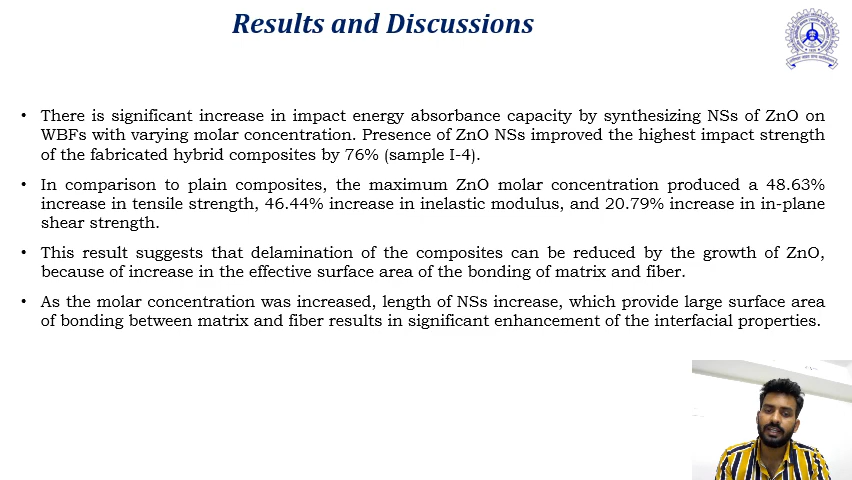 Results and Discussions
• There is significant increase in impact energy absorbance capacity by synthesizing NSs of ZnO on
WBFs with varying molar concentration. Presence of ZnO NSs improved the highest impact strength
of the fabricated hybrid composites by 76% (sample I-4).
• In comparison to plain composites, the maximum ZnO molar concentration produced a 48.63%
increase in tensile strength, 46.44% increase in inelastic modulus, and 20.79% increase in in-plane
shear strength.
• This result suggests that delamination of the composites can be reduced by the growth of ZnO,
because of increase in the effective surface area of the bonding of matrix and fiber.
• As the molar concentration was increased, length of NSs increase, which provide large surface area
of bonding between matrix and fiber results in significant enhancement of the interfacial properties.